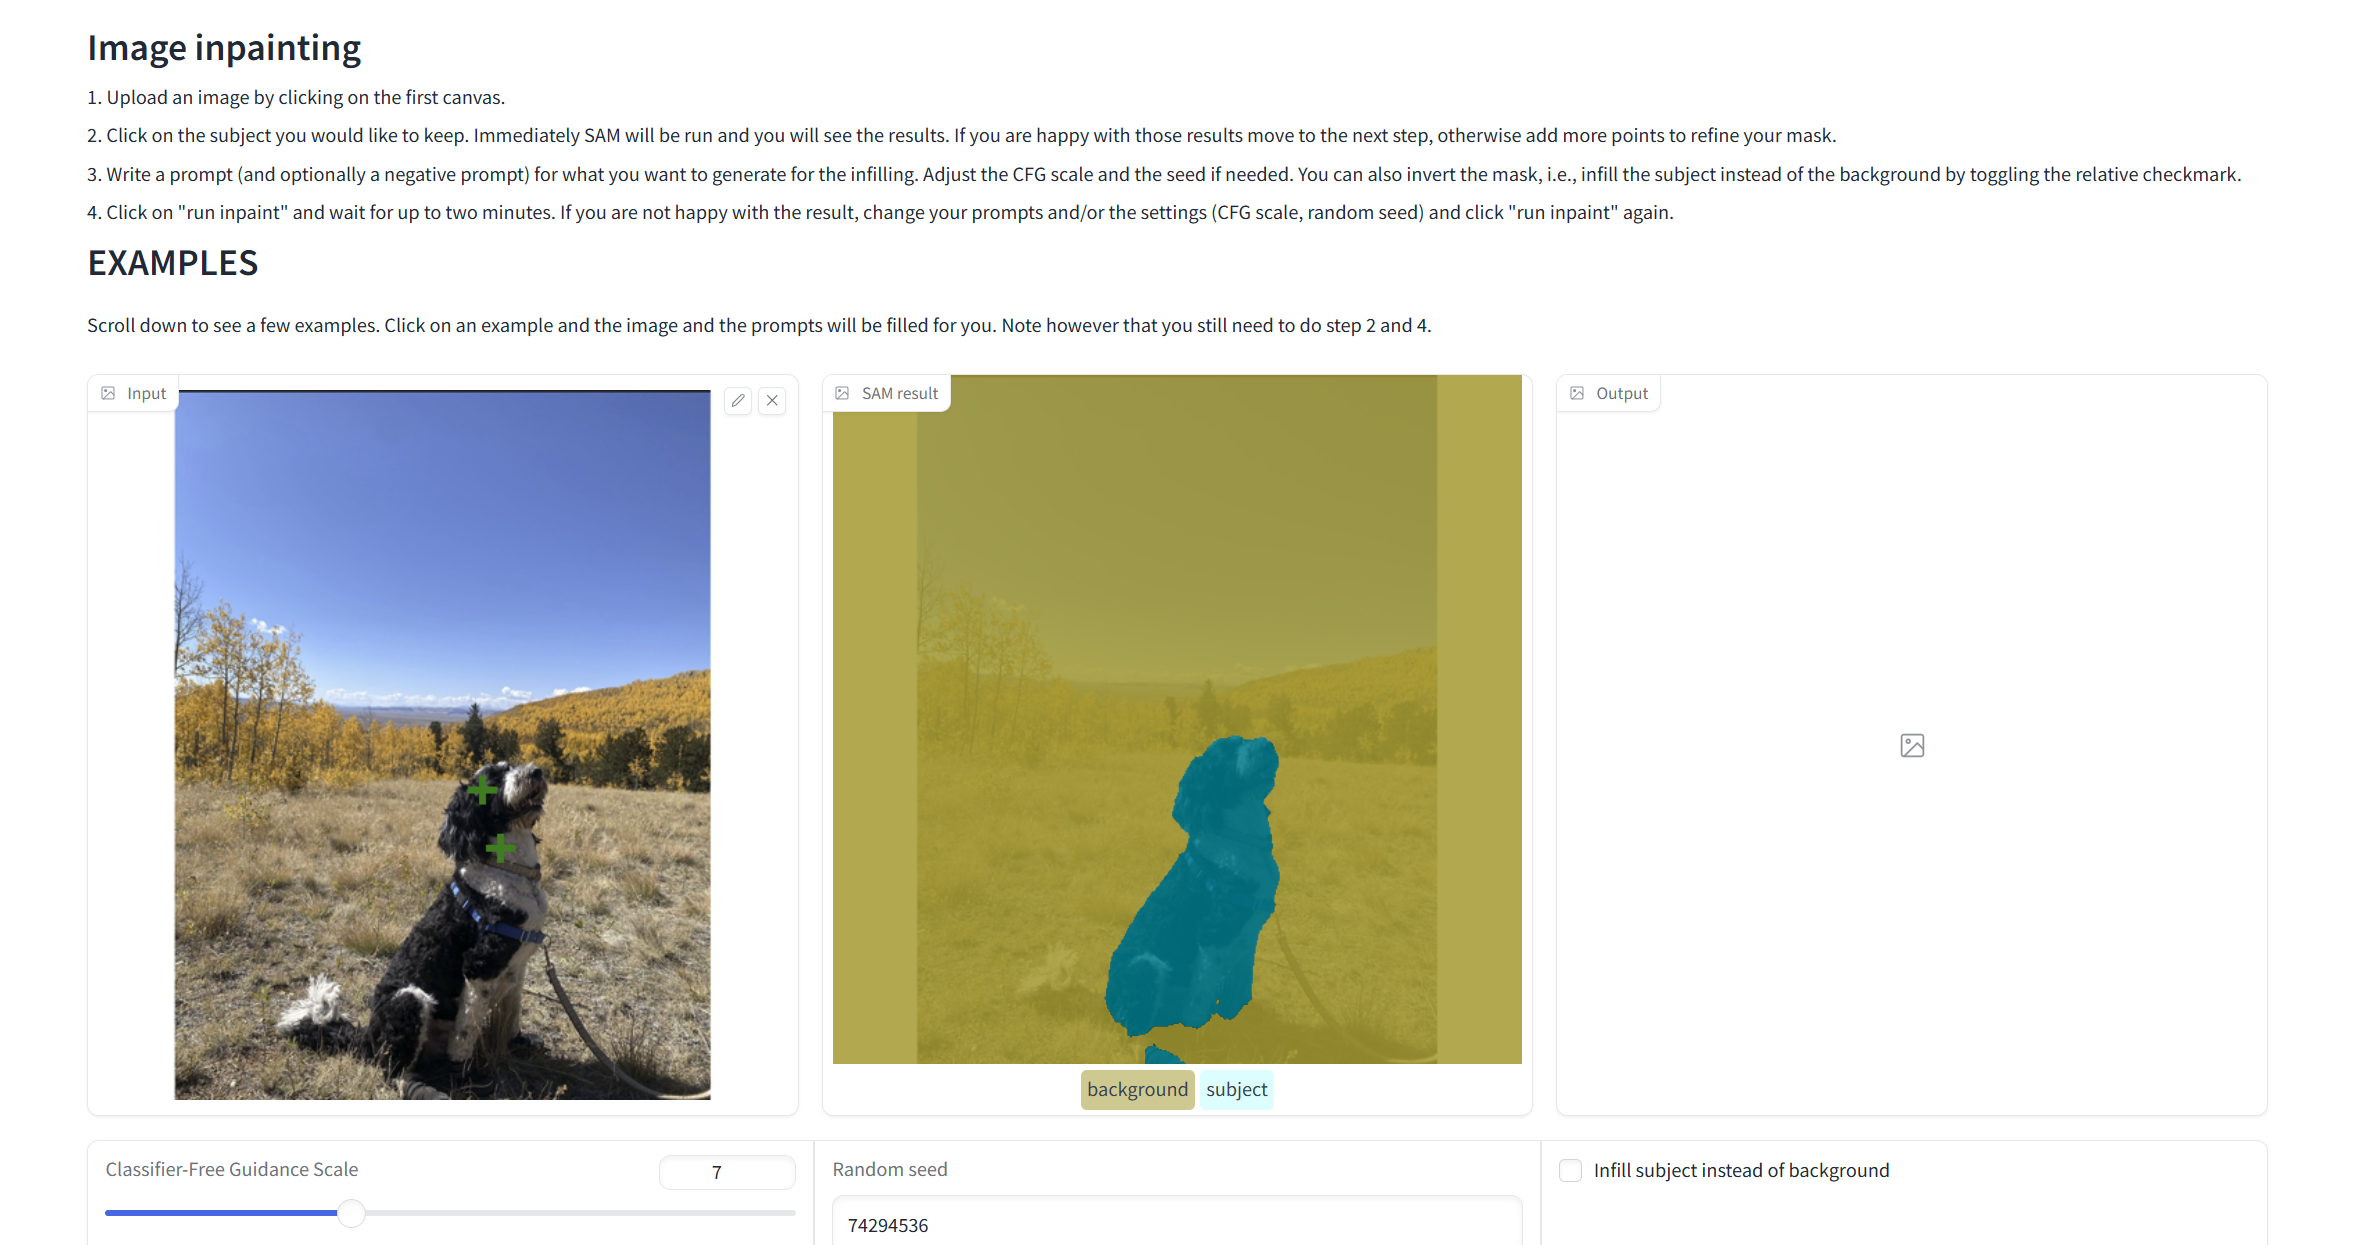 Image inpainting
1. Upload an image by clicking on the first canvas.
2. Click on the subject you would like to keep. Immediately SAM will be run and you will see the results. If you are happy with those results move to the next step, otherwise add more points to refine your mask.
3. Write a prompt (and optionally a negative prompt) for what you want to generate for the infilling. Adjust the CFG scale and the seed if needed. You can also invert the mask, i.e., infill the subject instead of the background by toggling the relative checkmark.
4. Click on "run inpaint" and wait for up to two minutes. If you are not happy with the result, change your prompts and/or the settings (CFG scale, random seed) and click "run inpaint" again.
EXAMPLES
Scroll down to see a few examples. Click on an example and the image and the prompts will be filled for you. Note however that you still need to do step 2 and 4.
Input
SAM result
Output
background subject
Classifier-Free Guidance Scale
7
Random seed
74294536
Infill subject instead of background